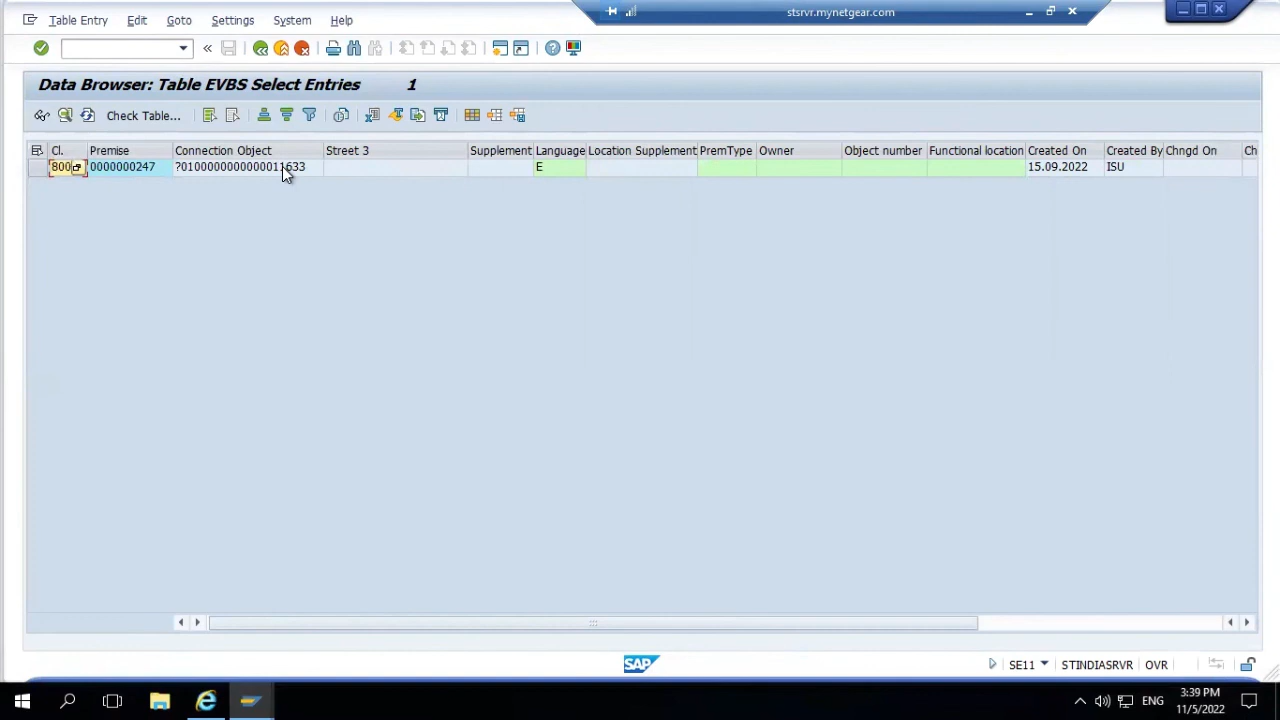 stsrvr.mynetgear.com
Table Entry Edit Goto Settings System Help
Data Browser: Table EVBS Select Entries 1
Check Table...
Cl. Premise Connection Object Street 3 Supplement Language Location Supplement PremType Owner Object number Functional location Created On Created By Chngd On Ch
800 0000000247 ?0100000000000011633 E 15.09.2022 ISU
SAP
SE11 STINDIASRVR OVR
ENG
3:39 PM
11/5/2022